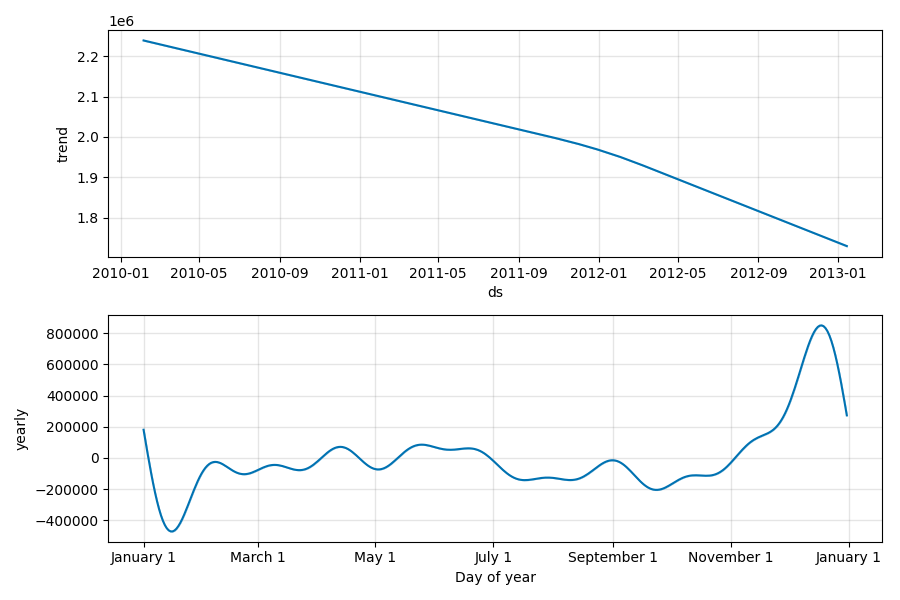 1e6
2.2
2.1
2.0
1.9
1.8
trend
2010-01 2010-05 2010-09 2011-01 2011-05 2011-09 2012-01 2012-05 2012-09 2013-01
ds
800000
600000
400000
200000
0
−200000
−400000
yearly
January 1 March 1 May 1 July 1 September 1 November 1 January 1
Day of year